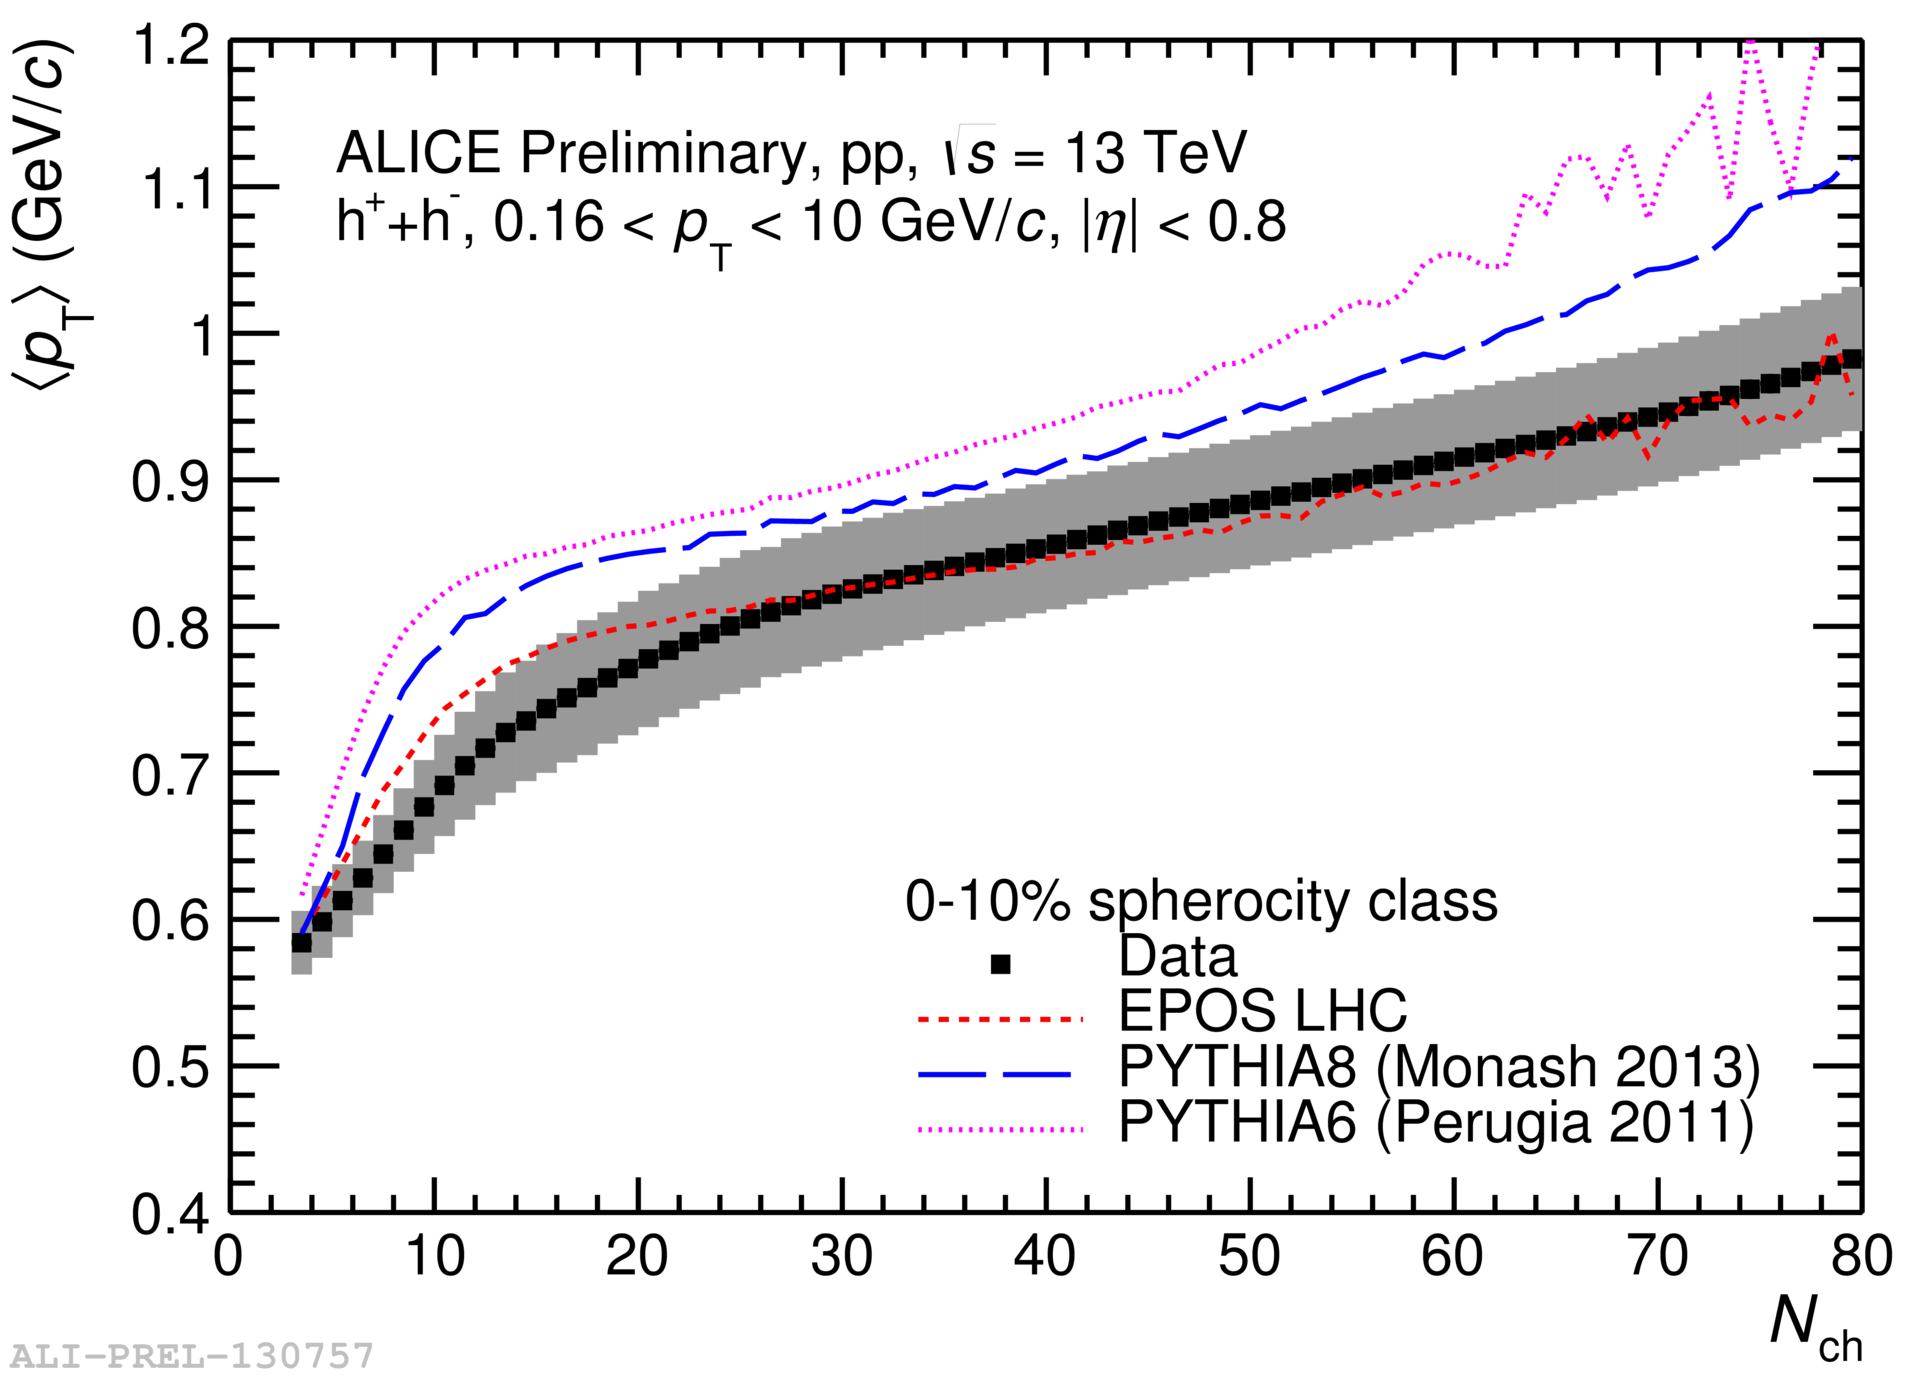 ⟨pT⟩ (GeV/c)
1.2
1.1
1
0.9
0.8
0.7
0.6
0.5
0.4
ALICE Preliminary, pp, √s = 13 TeV
h⁺+h⁻, 0.16 < pT < 10 GeV/c, |η| < 0.8
0-10% spherocity class
Data
EPOS LHC
PYTHIA8 (Monash 2013)
PYTHIA6 (Perugia 2011)
0 10 20 30 40 50 60 70 80
Nch
ALI-PREL-130757